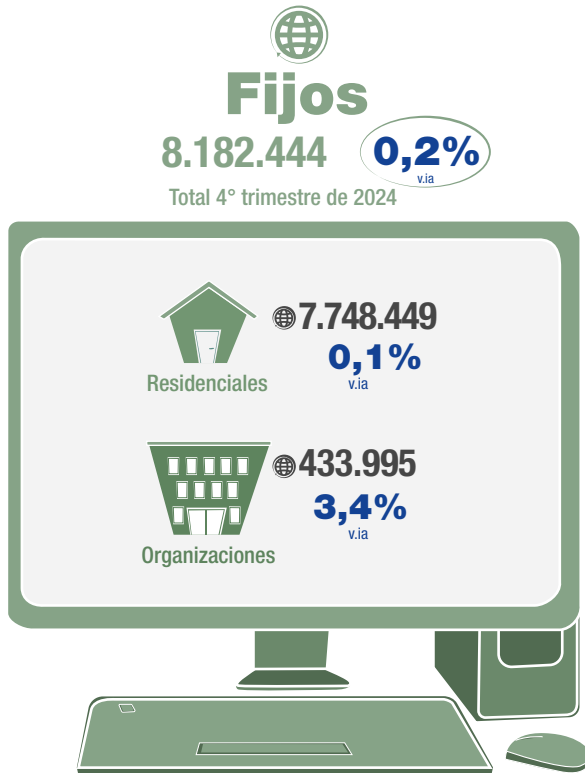 Fijos
8.182.444 0,2%
v.ia
Total 4° trimestre de 2024
7.748.449
0,1%
v.ia
Residenciales
433.995
3,4%
v.ia
Organizaciones